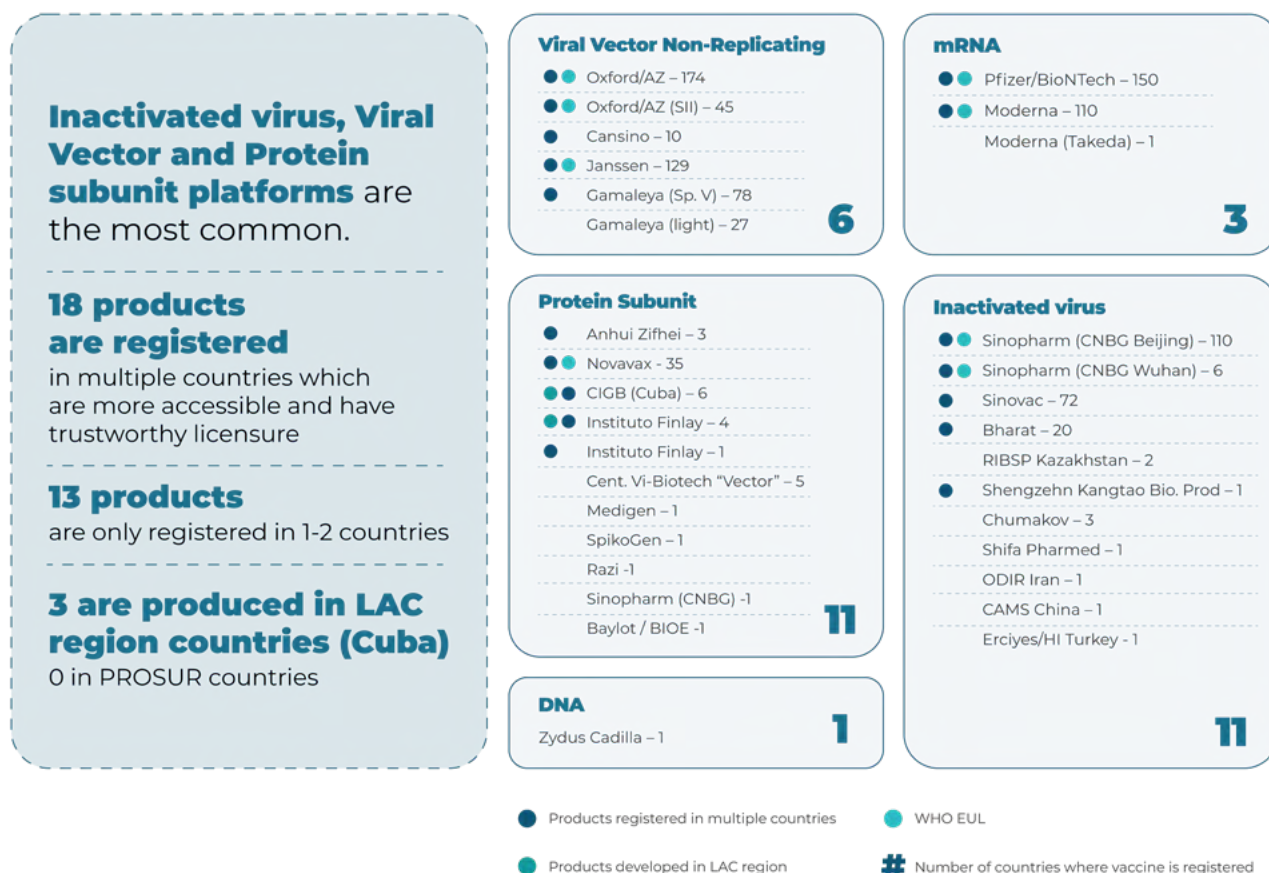 Inactivated virus, Viral
Vector and Protein
subunit platforms are
the most common.
18 products
are registered
in multiple countries which
are more accessible and have
trustworthy licensure
13 products
are only registered in 1-2 countries
3 are produced in LAC
region countries (Cuba)
0 in PROSUR countries
Viral Vector Non-Replicating
Oxford/AZ – 174
Oxford/AZ (SII) – 45
Cansino – 10
Janssen – 129
Gamaleya (Sp. V) – 78
Gamaleya (light) – 27
6
mRNA
Pfizer/BioNTech – 150
Moderna – 110
Moderna (Takeda) – 1
3
Protein Subunit
Anhui Zifhei – 3
Novavax - 35
CIGB (Cuba) – 6
Instituto Finlay – 4
Instituto Finlay – 1
Cent. Vi-Biotech “Vector” – 5
Medigen – 1
SpikoGen – 1
Razi -1
Sinopharm (CNBG) -1
Baylot / BIOE -1
11
Inactivated virus
Sinopharm (CNBG Beijing) – 110
Sinopharm (CNBG Wuhan) – 6
Sinovac – 72
Bharat – 20
RIBSP Kazakhstan – 2
Shengzehn Kangtao Bio. Prod – 1
Chumakov – 3
Shifa Pharmed – 1
ODIR Iran – 1
CAMS China – 1
Erciyes/HI Turkey - 1
11
DNA
Zydus Cadilla – 1
1
Products registered in multiple countries
WHO EUL
Products developed in LAC region
# Number of countries where vaccine is registered